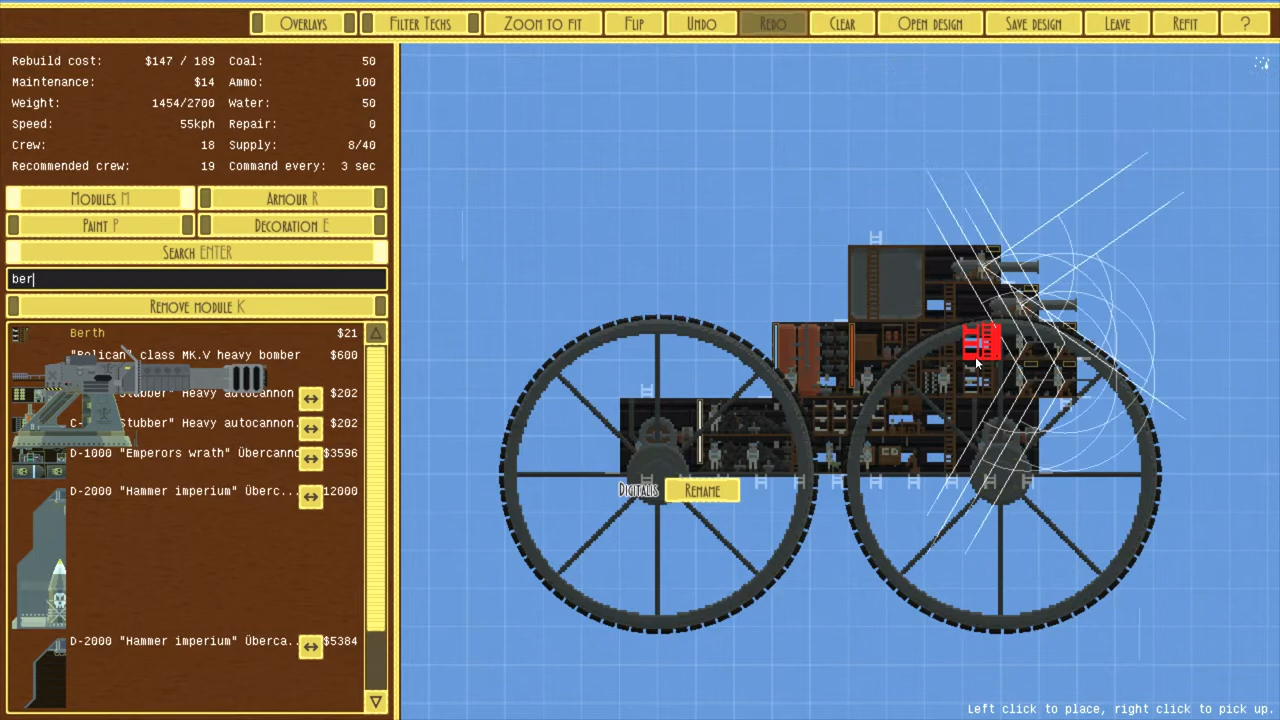 OVERLAYS FILTER TECHS ZOOM TO FIT FLIP UNDO REDO CLEAR OPEN DESIGN SAVE DESIGN LEAVE REFIT ?
Rebuild cost: $147 / 189 Coal: 50
Maintenance: $14 Ammo: 100
Weight: 1454/2700 Water: 50
Speed: 55kph Repair: 0
Crew: 18 Supply: 8/40
Recommended crew: 19 Command every: 3 sec
MODULES M ARMOUR R
PAINT P DECORATION E
SEARCH ENTER
ber
REMOVE MODULE K
Berth $21
class MK.V heavy bomber $600
Heavy autocannon $202
Stubber" Heavy autocannon. $202
D-1000 "Emperors wrath" Übercanno $3596
D-2000 "Hammer imperium" Überc... 12000
D-2000 "Hammer imperium" Überca.. $5384
DIGITALIS RENAME
Left click to place, right click to pick up.